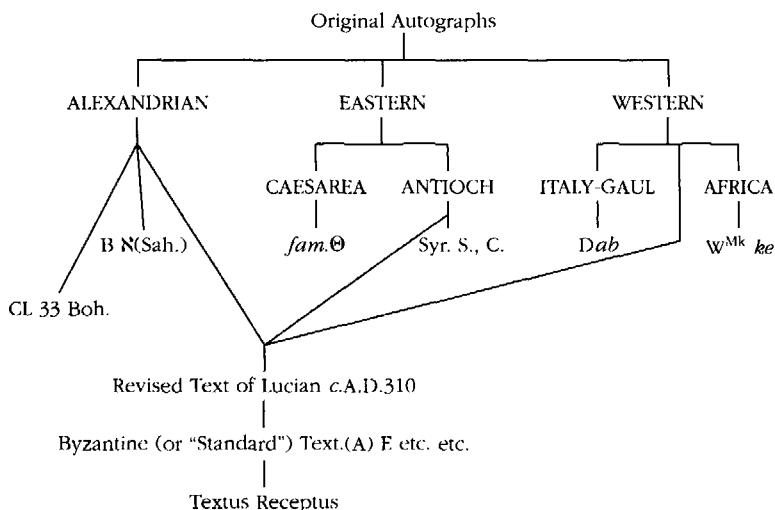 Original Autographs
ALEXANDRIAN EASTERN WESTERN
CAESAREA ANTIOCH ITALY-GAUL AFRICA
B ℵ(Sah.) fam.Θ Syr. S., C. Dab W^Mk ke
CL 33 Boh.
Revised Text of Lucian c.A.D.310
Byzantine (or “Standard”) Text.(A) E etc. etc.
Textus Receptus